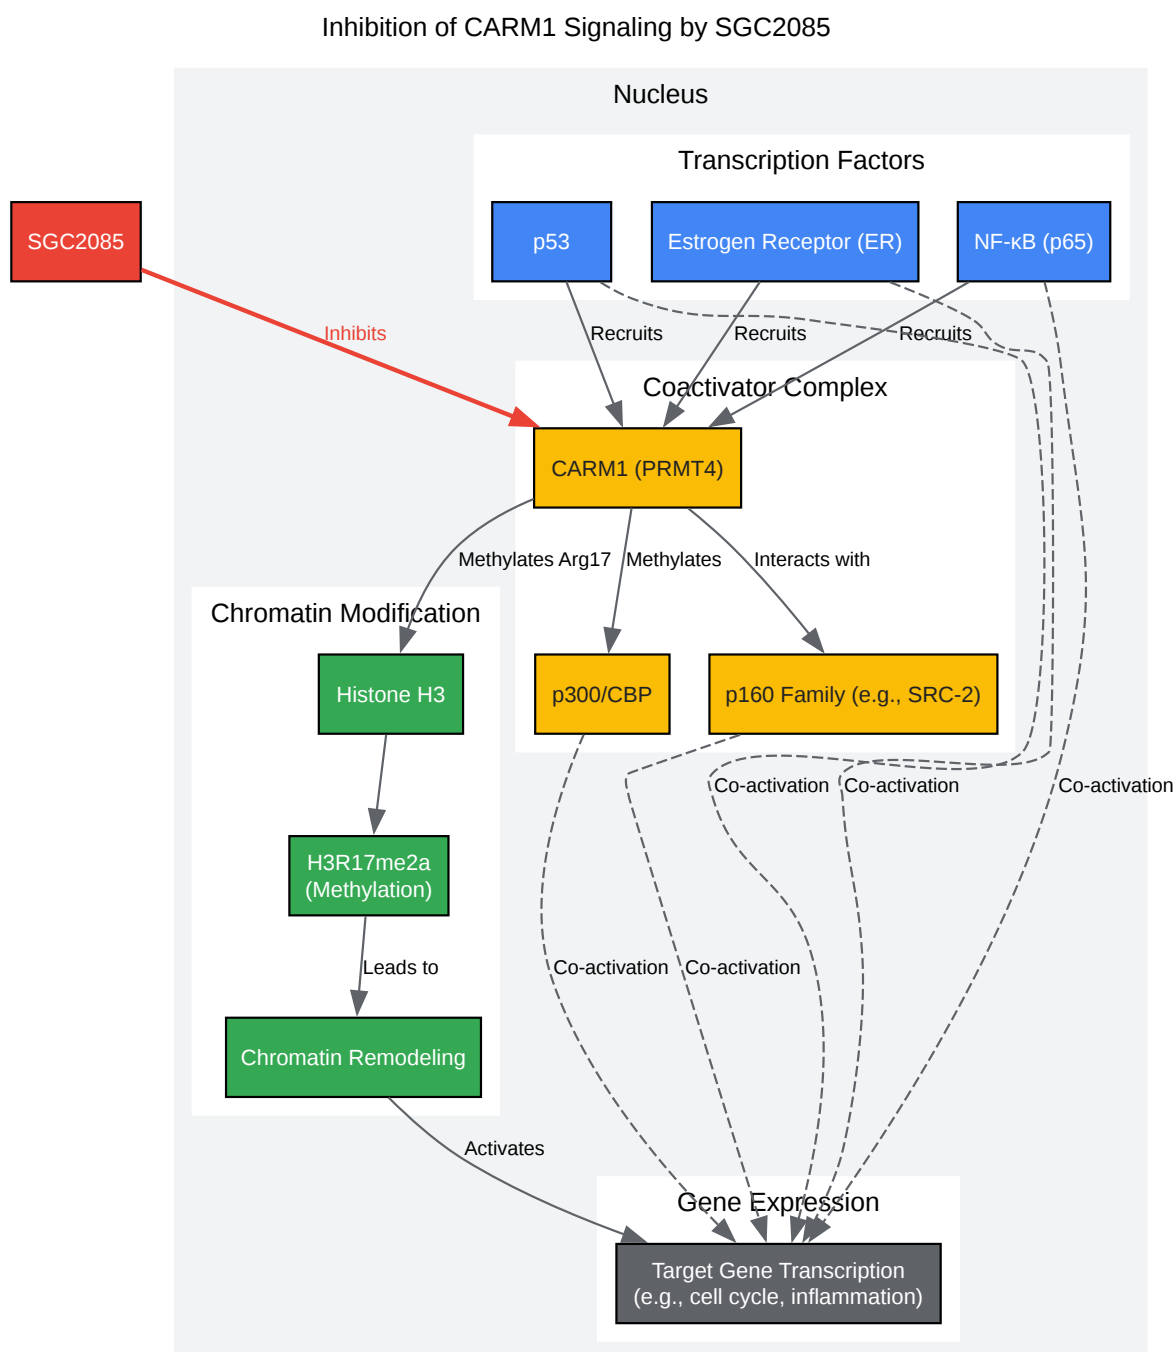 Inhibition of CARM1 Signaling by SGC2085
Nucleus
Transcription Factors
SGC2085
p53
Estrogen Receptor (ER)
NF-κB (p65)
Inhibits
Recruits
Recruits
Recruits
Coactivator Complex
CARM1 (PRMT4)
Methylates Arg17
Methylates
Interacts with
Chromatin Modification
Histone H3
p300/CBP
p160 Family (e.g., SRC-2)
Co-activation
Co-activation
Co-activation
H3R17me2a
(Methylation)
Leads to
Co-activation
Co-activation
Chromatin Remodeling
Activates
Gene Expression
Target Gene Transcription
(e.g., cell cycle, inflammation)